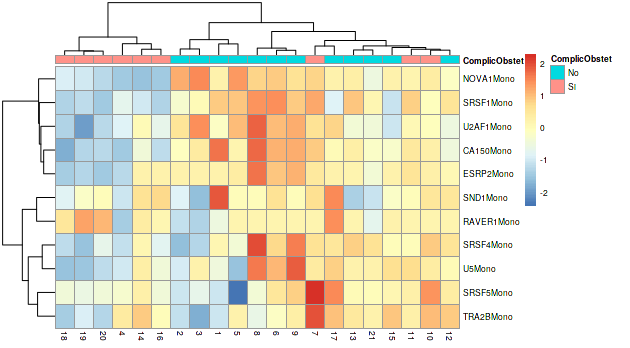 ComplicObstet
ComplicObstet
No
SI
2
1
0
-1
-2
NOVA1Mono
SRSF1Mono
U2AF1Mono
CA150Mono
ESRP2Mono
SND1Mono
RAVER1Mono
SRSF4Mono
U5Mono
SRSF5Mono
TRA2BMono
18 19 20 4 14 16 2 3 1 5 8 6 9 7 17 13 21 15 11 10 12